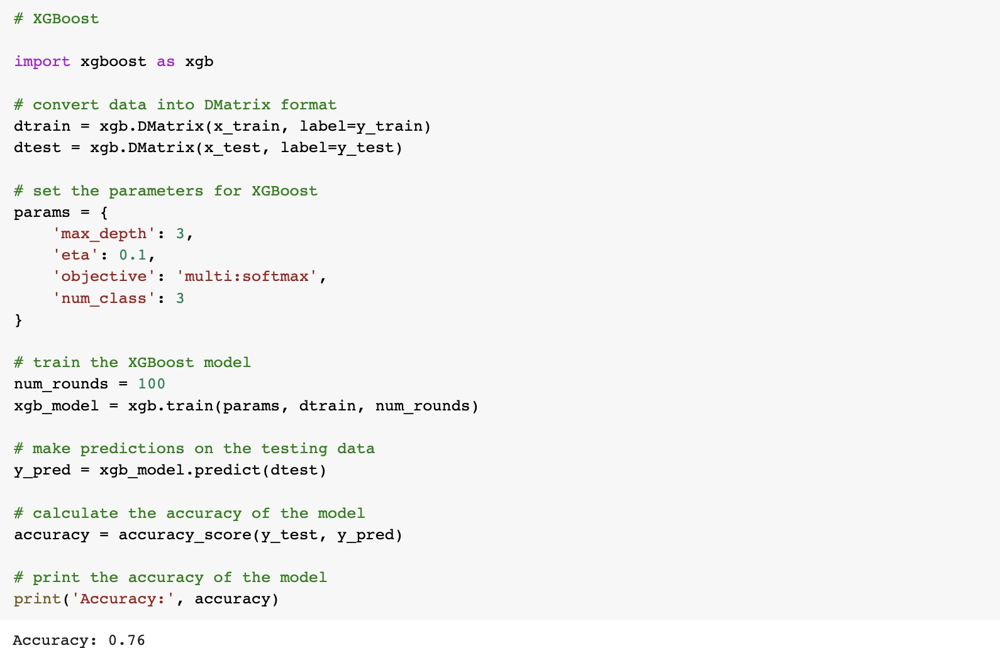 # XGBoost
import xgboost as xgb
# convert data into DMatrix format
dtrain = xgb.DMatrix(x_train, label=y_train)
dtest = xgb.DMatrix(x_test, label=y_test)
# set the parameters for XGBoost
params = {
    'max_depth': 3,
    'eta': 0.1,
    'objective': 'multi:softmax',
    'num_class': 3
}
# train the XGBoost model
num_rounds = 100
xgb_model = xgb.train(params, dtrain, num_rounds)
# make predictions on the testing data
y_pred = xgb_model.predict(dtest)
# calculate the accuracy of the model
accuracy = accuracy_score(y_test, y_pred)
# print the accuracy of the model
print('Accuracy:', accuracy)
Accuracy: 0.76